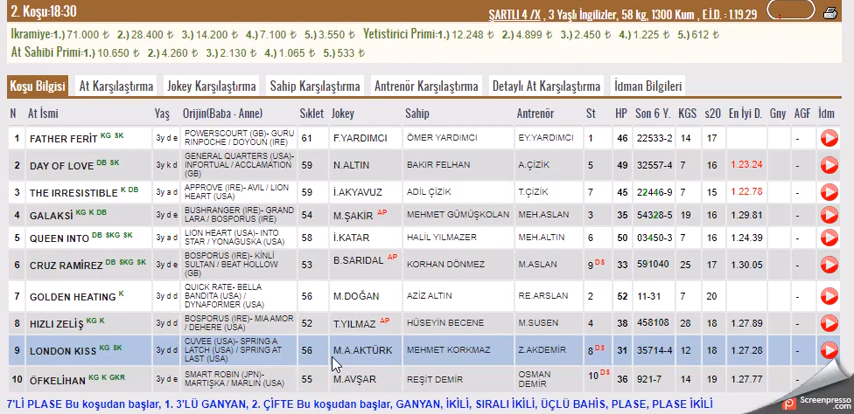 2. Koşu:18:30
ŞARTLI 4 /X , 3 Yaşlı İngilizler, 58 kg, 1300 Kum , E.İ.D. : 1.19.29
Ikramiye:1.)71.000 ₺ 2.)28.400 ₺ 3.)14.200 ₺ 4.)7.100 ₺ 5.)3.550 ₺ Yetistirici Primi:1.)12.248 ₺ 2.)4.899 ₺ 3.)2.450 ₺ 4.)1.225 ₺ 5.)612 ₺
At Sahibi Primi:1.)10.650 ₺ 2.)4.260 ₺ 3.)2.130 ₺ 4.)1.065 ₺ 5.)533 ₺
Koşu Bilgisi At Karşılaştırma Jokey Karşılaştırma Sahip Karşılaştırma Antrenör Karşılaştırma Detaylı At Karşılaştırma İdman Bilgileri
N At İsmi Yaş Orijin(Baba - Anne) Sıklet Jokey Sahip Antrenör St HP Son 6 Y. KGS s20 En İyi D. Gny AGF İdm
1 FATHER FERİT KG SK 3y d e POWERSCOURT (GB)- GURU RINPOCHE / DOYOUN (IRE) 61 F.YARDIMCI ÖMER YARDIMCI EY.YARDIMCI 1 46 22533-2 14 17 -
2 DAY OF LOVE DB SK 3y k d GENERAL QUARTERS (USA)- INFORTUAL / ACCLAMATION (GB) 59 N.ALTIN BAKIR FELHAN A.ÇİZİK 5 49 32557-4 7 16 1.23.24 -
3 THE IRRESISTIBLE K DB 3y a d APPROVE (IRE)- AVIL / LION HEART (USA) 59 İ.AKYAVUZ ADİL ÇİZİK T.ÇİZİK 7 45 22446-9 7 15 1.22.78 -
4 GALAKSİ KG K DB 3y k e BUSHRANGER (IRE)- GRAND LARA / BOSPORUS (IRE) 54 M.ŞAKİR AP MEHMET GÜMÜŞKOLAN MEH.ASLAN 3 35 54328-5 19 16 1.29.81 -
5 QUEEN INTO DB SKG SK 3y a d LION HEART (USA)- INTO STAR / YONAGUSKA (USA) 58 İ.KATAR HALİL YILMAZER MEH.ALTIN 6 50 03450-3 7 16 1.24.39 -
6 CRUZ RAMİREZ DB SKG SK 3y d e BOSPORUS (IRE)- KINLI SULTAN / BEAT HOLLOW (GB) 53 B.SARIDAL AP KORHAN DÖNMEZ M.ASLAN 9 DS 33 591040 25 17 1.30.05 -
7 GOLDEN HEATING K 3y d d QUICK RATE- BELLA BANDITA (USA) / DYNAFORMER (USA) 56 M.DOĞAN AZİZ ALTIN RE.ARSLAN 2 52 11-31 7 20 -
8 HIZLI ZELİŞ KG K 3y d d BOSPORUS (IRE)- MIA AMOR / DEHERE (USA) 52 T.YILMAZ AP HÜSEYİN BECENE M.SUSEN 4 38 458108 28 18 1.27.89 -
9 LONDON KISS KG SK 3y d d CUVEE (USA)- SPRING A LATCH (USA) / SPRING AT LAST (USA) 56 M.A.AKTÜRK MEHMET KORKMAZ Z.AKDEMİR 8 DS 31 35714-4 12 18 1.27.28 -
10 ÖFKELİHAN KG K GKR 3y d e SMART ROBIN (JPN)- MARTIŞKA / MARLIN (USA) 55 M.AVŞAR REŞİT DEMİR OSMAN DEMİR 10 DS 36 921-7 14 19 1.27.77 -
7'Lİ PLASE Bu koşudan başlar, 1. 3'LÜ GANYAN, 2. ÇİFTE Bu koşudan başlar, GANYAN, İKİLİ, SIRALI İKİLİ, ÜÇLÜ BAHİS, PLASE, PLASE İKİLİ
Screenpresso